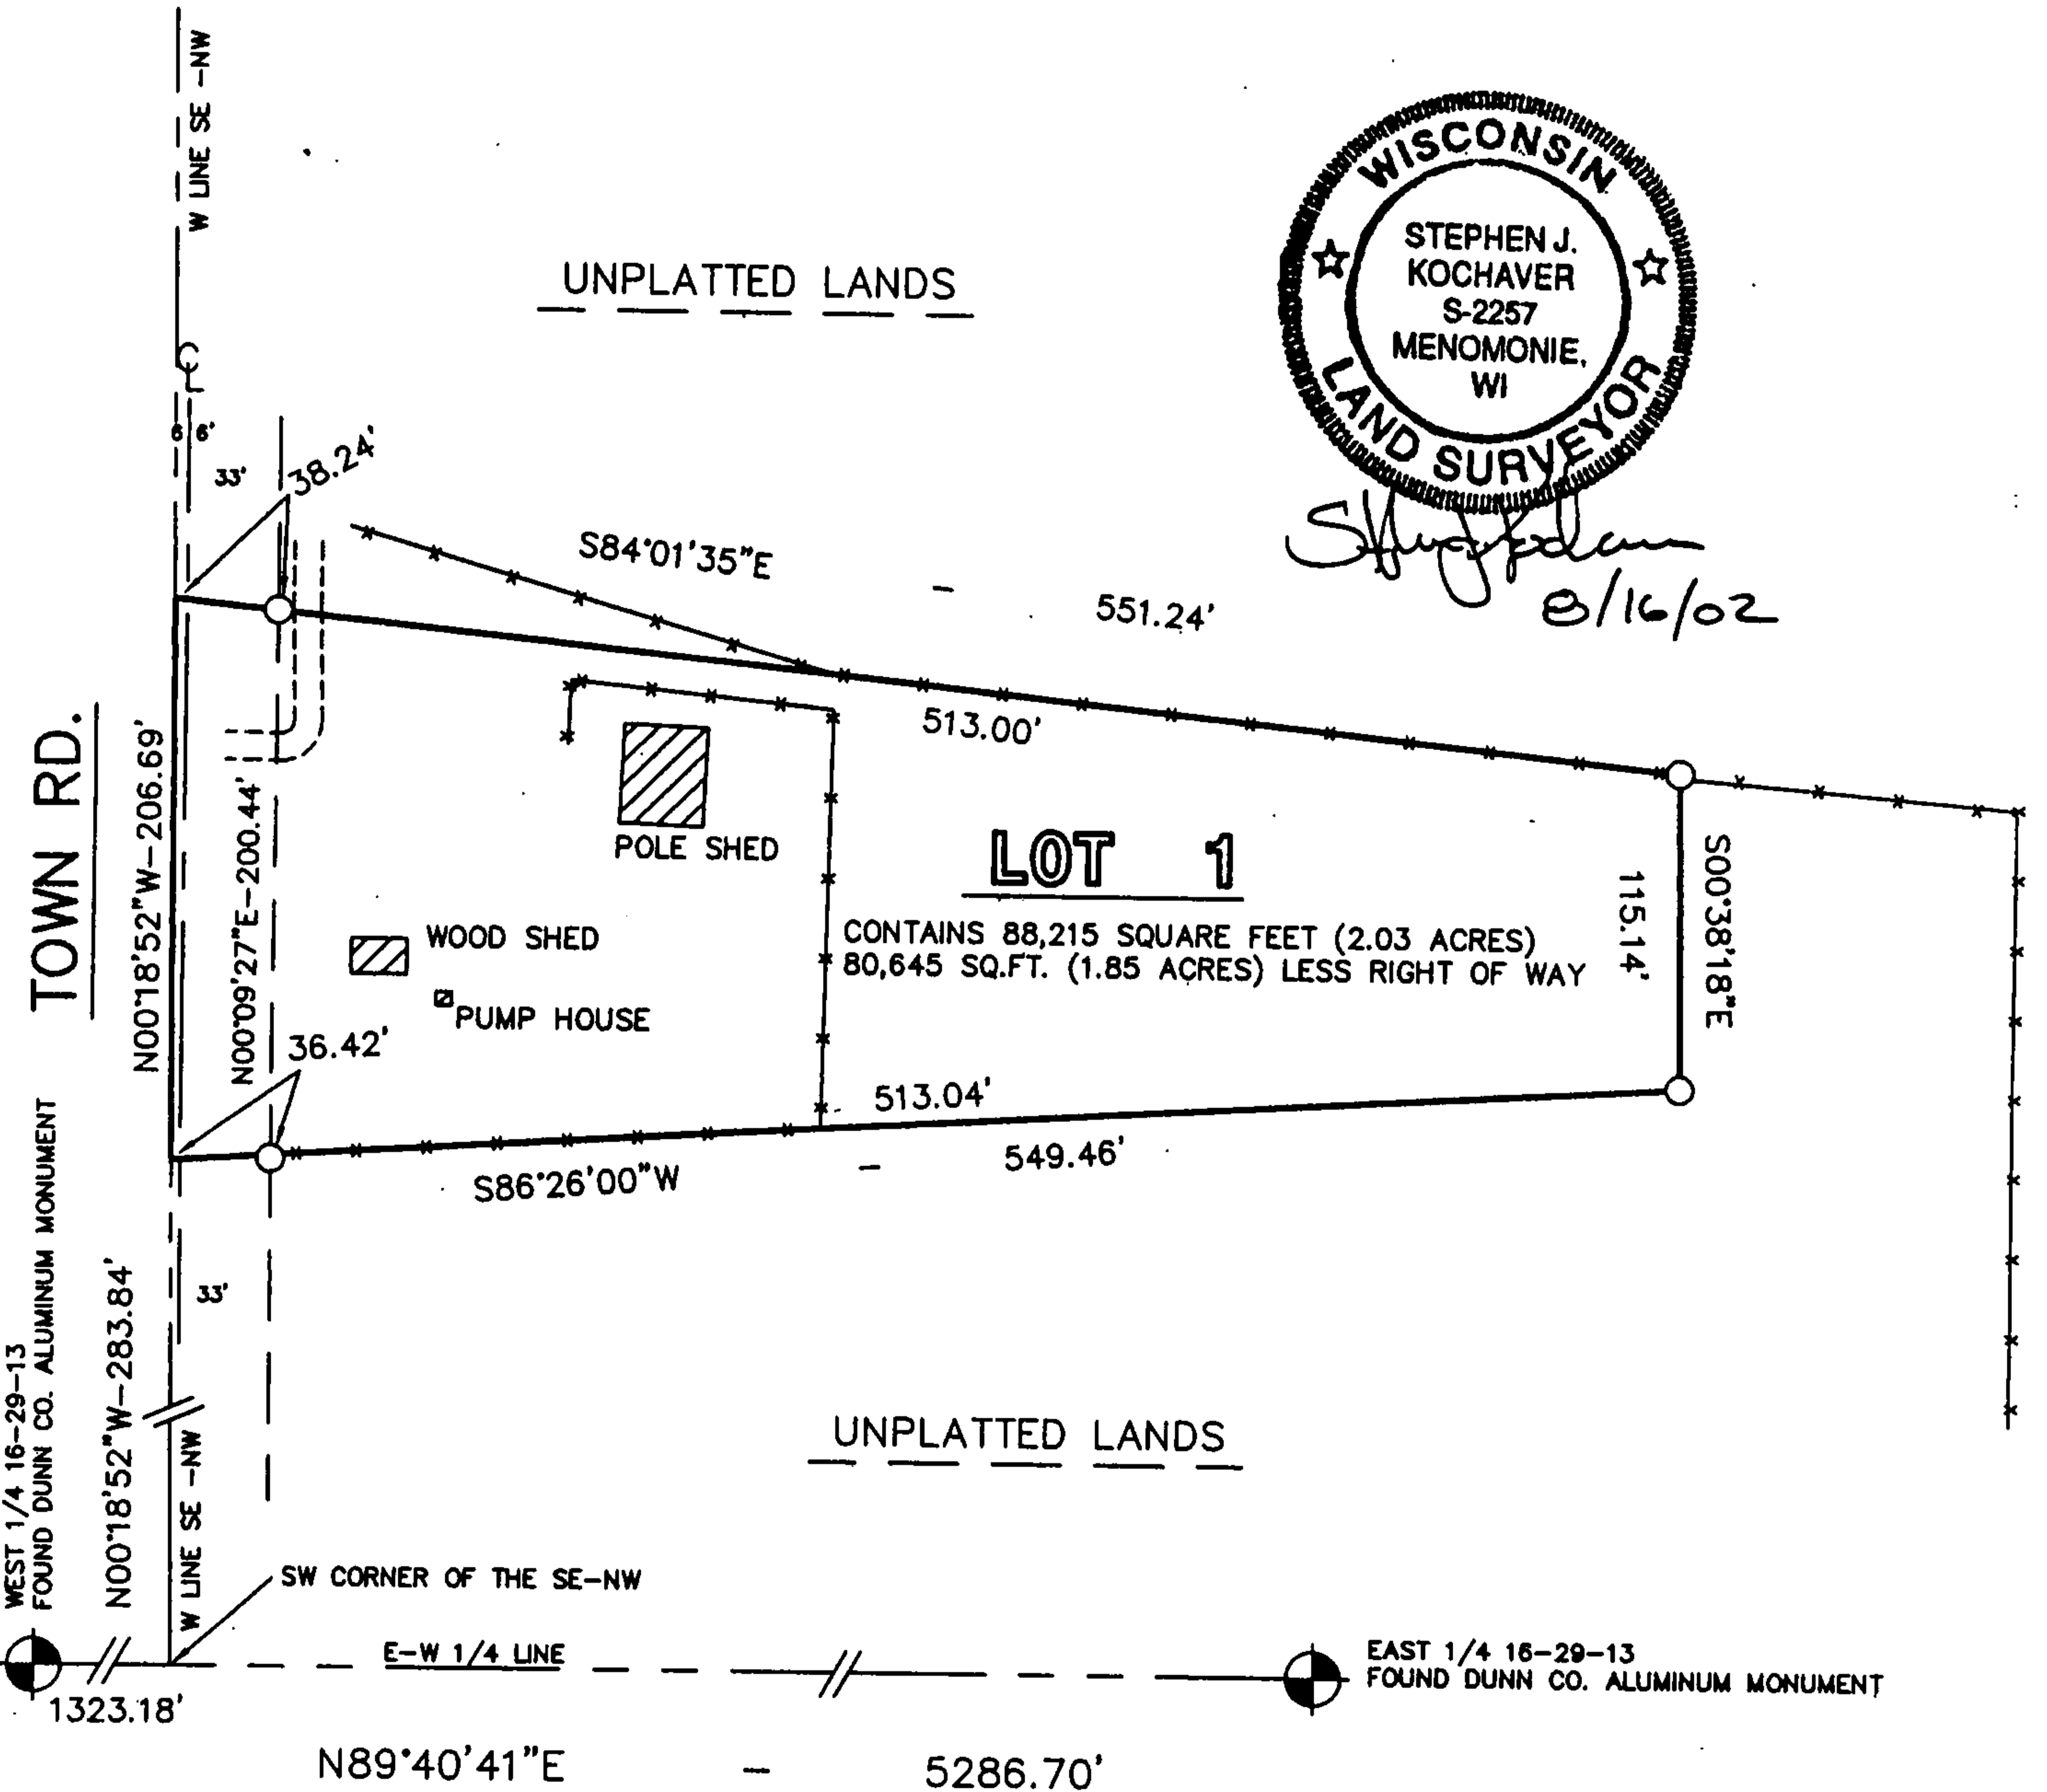 W LINE SE -NW
WISCONSIN
STEPHEN J.
KOCHAVER
S-2257
MENOMONIE,
WI
LAND SURVEYOR
8/16/02
UNPLATTED LANDS
6' 6'
33'
38.24'
S84°01'35"E - 551.24'
513.00'
TOWN RD.
N00°18'52"W-206.69'
N00°09'27"E-200.44'
POLE SHED
LOT 1
CONTAINS 88,215 SQUARE FEET (2.03 ACRES)
80,645 SQ.FT. (1.85 ACRES) LESS RIGHT OF WAY
115.14'
S00°38'18"E
WOOD SHED
PUMP HOUSE
36.42'
513.04'
S86°26'00"W - 549.46'
33'
WEST 1/4 16-29-13
FOUND DUNN CO. ALUMINUM MONUMENT
N00°18'52"W-283.84'
W LINE SE -NW
UNPLATTED LANDS
SW CORNER OF THE SE-NW
E-W 1/4 LINE
EAST 1/4 16-29-13
FOUND DUNN CO. ALUMINUM MONUMENT
1323.18'
N89°40'41"E - 5286.70'